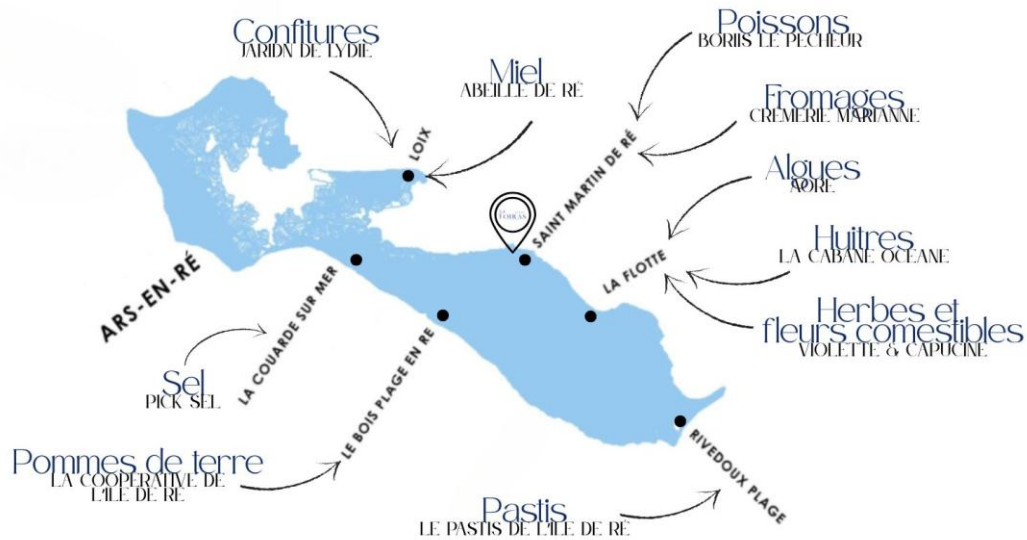 Confitures
JARIDN DE LYDIE
Miel
ABEILLE DE RÉ
Poissons
BORIIS LE PECHEUR
Fromages
CREMERIE MARIANNE
Algues
AORE
Huitres
LA CABANE OCEANE
Herbes et
fleurs comestibles
VIOLETTE & CAPUCINE
LOIX
SAINT MARTIN DE RÉ
LA FLOTTE
ARS-EN-RÉ
LA COUARDE SUR MER
LE BOIS PLAGE EN RE
RIVEDOUX PLAGE
Sel
PICK SEL
Pommes de terre
LA COOPERATIVE DE
L'ILE DE RE
Pastis
LE PASTIS DE L'ILE DE RÉ